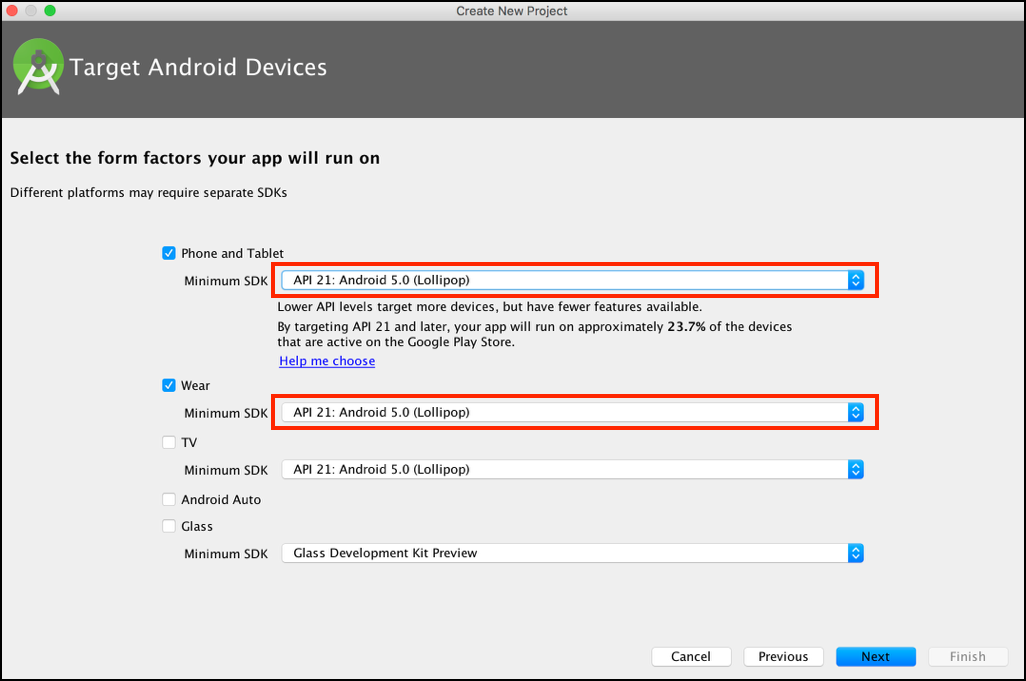 Create New Project
Target Android Devices
Select the form factors your app will run on
Different platforms may require separate SDKs
Phone and Tablet
Minimum SDK API 21: Android 5.0 (Lollipop)
Lower API levels target more devices, but have fewer features available.
By targeting API 21 and later, your app will run on approximately 23.7% of the devices
that are active on the Google Play Store.
Help me choose
Wear
Minimum SDK API 21: Android 5.0 (Lollipop)
TV
Minimum SDK API 21: Android 5.0 (Lollipop)
Android Auto
Glass
Minimum SDK Glass Development Kit Preview
Cancel Previous Next Finish